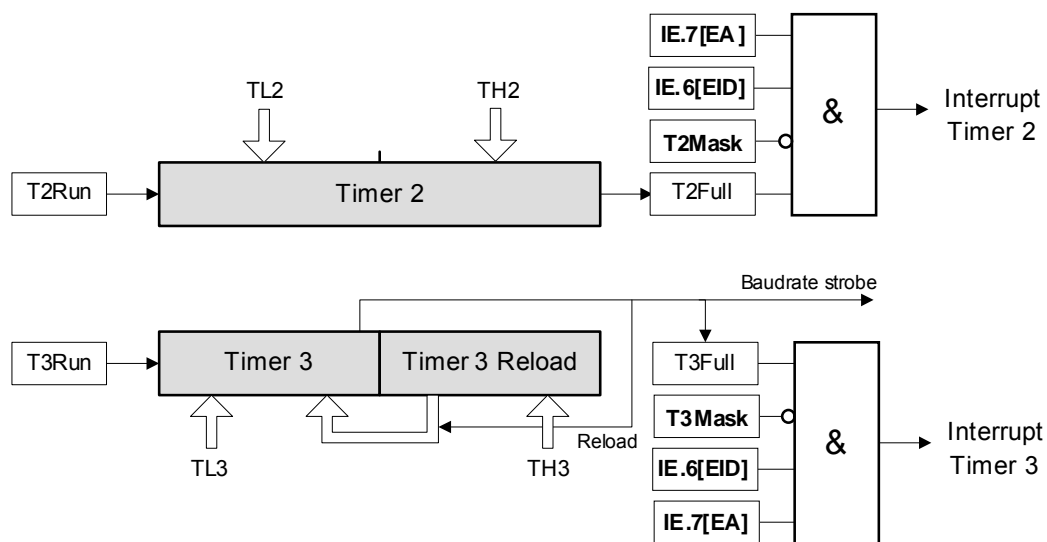 IE.7[EA]
TL2
TH2
IE.6[EID]
&
Interrupt
Timer 2
T2Mask
T2Run
Timer 2
T2Full
Baudrate strobe
T3Run
Timer 3
Timer 3 Reload
T3Full
T3Mask
Reload
&
Interrupt
Timer 3
TL3
TH3
IE.6[EID]
IE.7[EA]